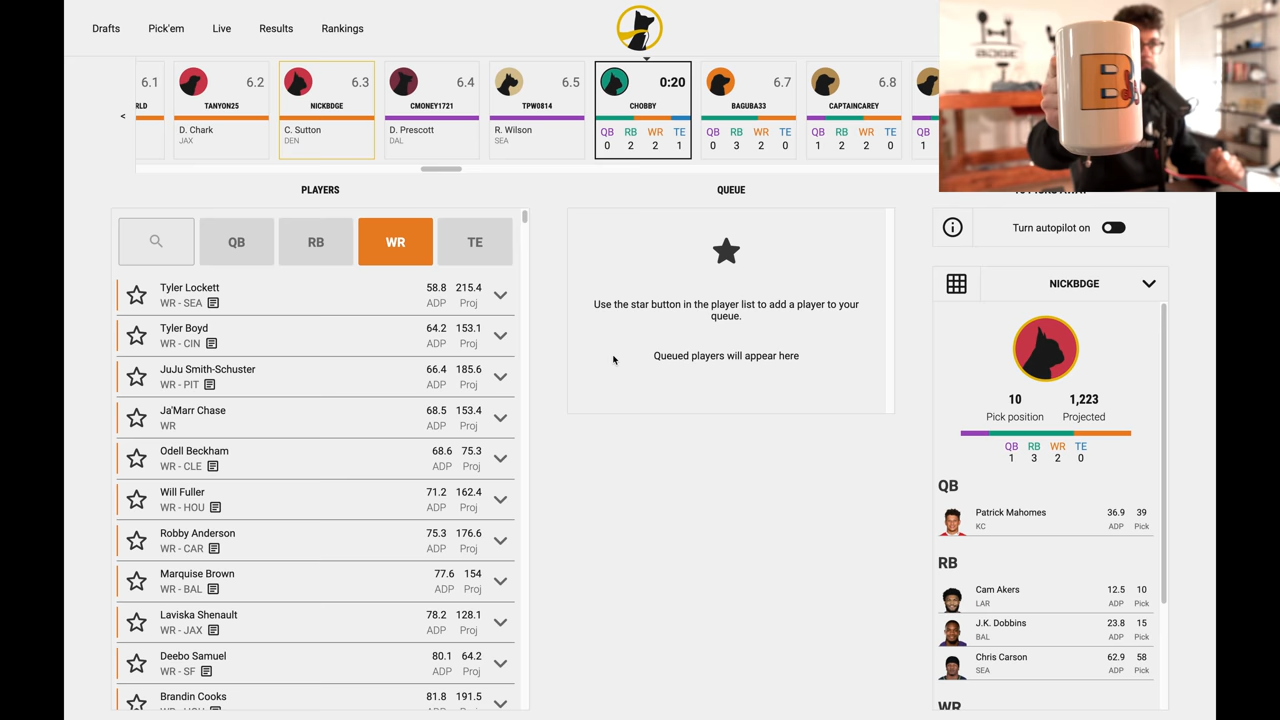 Drafts Pick'em Live Results Rankings
6.1 6.2 6.3 6.4 6.5 0:20 6.7 6.8
RLD TANYON25 NICKBDGE CMONEY1721 TPW0814 CHOBBY BAGUBA33 CAPTAINCAREY
D. Chark C. Sutton D. Prescott R. Wilson QB RB WR TE QB RB WR TE QB RB WR TE QB
JAX DEN DAL SEA 0 2 2 1 0 3 2 0 1 2 2 0 1
<
B
BDGE
PLAYERS QUEUE
QB RB WR TE
Turn autopilot on
Tyler Lockett 58.8 215.4
WR - SEA ADP Proj
Tyler Boyd 64.2 153.1
WR - CIN ADP Proj
JuJu Smith-Schuster 66.4 185.6
WR - PIT ADP Proj
Ja'Marr Chase 68.5 153.4
WR ADP Proj
Odell Beckham 68.6 75.3
WR - CLE ADP Proj
Will Fuller 71.2 162.4
WR - HOU ADP Proj
Robby Anderson 75.3 176.6
WR - CAR ADP Proj
Marquise Brown 77.6 154
WR - BAL ADP Proj
Laviska Shenault 78.2 128.1
WR - JAX ADP Proj
Deebo Samuel 80.1 64.2
WR - SF ADP Proj
Brandin Cooks 81.8 191.5
Use the star button in the player list to add a player to your
queue.
Queued players will appear here
NICKBDGE
10 1,223
Pick position Projected
QB RB WR TE
1 3 2 0
QB
Patrick Mahomes 36.9 39
KC ADP Pick
RB
Cam Akers 12.5 10
LAR ADP Pick
J.K. Dobbins 23.8 15
BAL ADP Pick
Chris Carson 62.9 58
SEA ADP Pick
WR